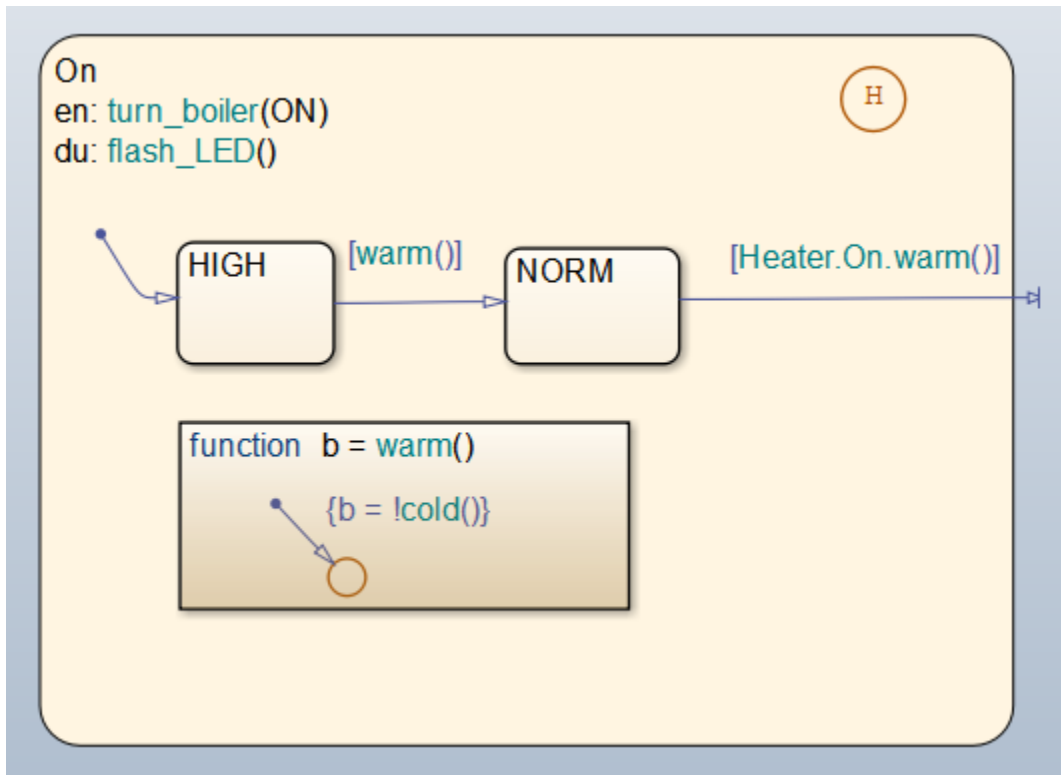 On
H
en: turn_boiler(ON)
du: flash_LED()
HIGH
[warm()]
NORM
[Heater.On.warm()]
function b = warm()
{b = !cold()}